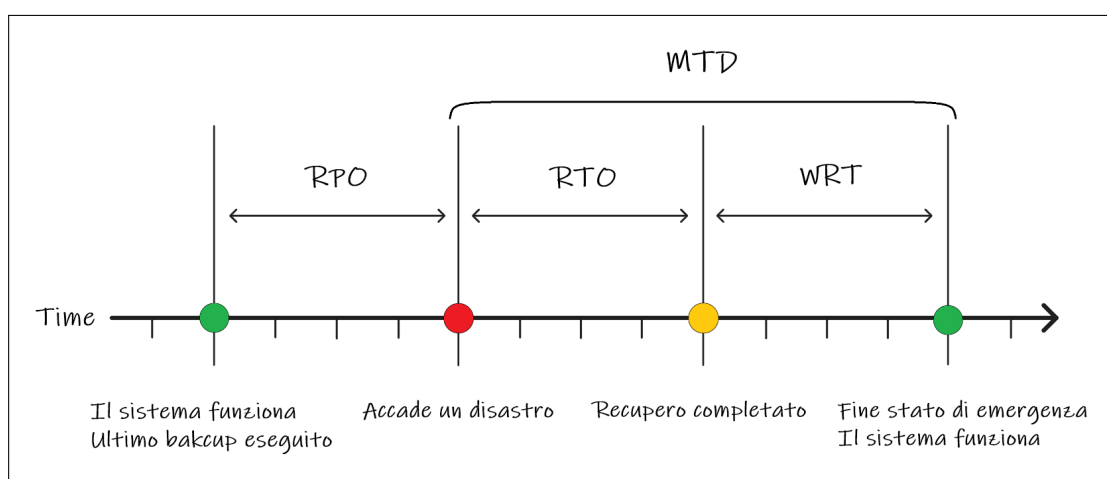 MTD
RPO
RTO
WRT
Time
Il sistema funziona
Ultimo bakcup eseguito
Accade un disastro
Recupero completato
Fine stato di emergenza
Il sistema funziona